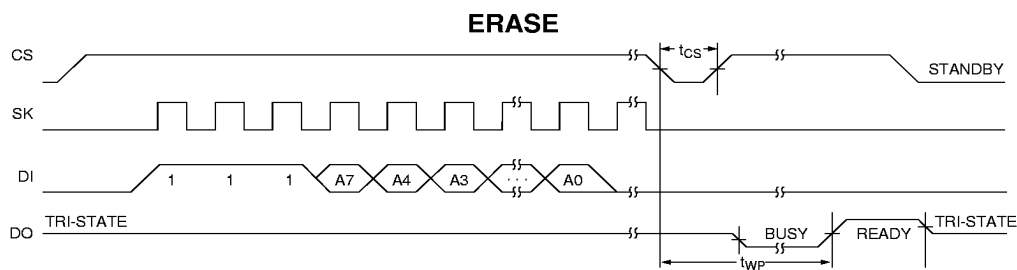 ERASE
CS tCS STANDBY
SK
DI 1 1 1 A7 A4 A3 ... A0
TRI-STATE TRI-STATE
DO BUSY READY
tWP